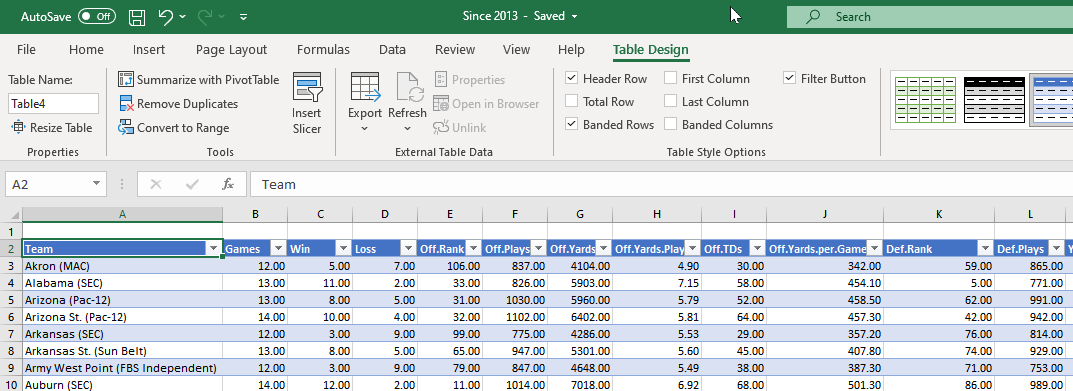 AutoSave Off Since 2013 - Saved Search
File Home Insert Page Layout Formulas Data Review View Help Table Design
Table Name:
Table4
Resize Table
Properties
Summarize with PivotTable
Remove Duplicates
Convert to Range
Insert Slicer
Tools
Export Refresh
Properties
Open in Browser
Unlink
External Table Data
Header Row First Column Filter Button
Total Row Last Column
Banded Rows Banded Columns
Table Style Options
A2 fx Team
A B C D E F G H I J K L
1
2 Team Games Win Loss Off.Rank Off.Plays Off.Yards Off.Yards.Play Off.TDs Off.Yards.per.Game Def.Rank Def.Plays Y
3 Akron (MAC) 12.00 5.00 7.00 106.00 837.00 4104.00 4.90 30.00 342.00 59.00 865.00
4 Alabama (SEC) 13.00 11.00 2.00 33.00 826.00 5903.00 7.15 58.00 454.10 5.00 771.00
5 Arizona (Pac-12) 13.00 8.00 5.00 31.00 1030.00 5960.00 5.79 52.00 458.50 62.00 991.00
6 Arizona St. (Pac-12) 14.00 10.00 4.00 32.00 1102.00 6402.00 5.81 64.00 457.30 42.00 942.00
7 Arkansas (SEC) 12.00 3.00 9.00 99.00 775.00 4286.00 5.53 29.00 357.20 76.00 814.00
8 Arkansas St. (Sun Belt) 13.00 8.00 5.00 65.00 947.00 5301.00 5.60 45.00 407.80 74.00 929.00
9 Army West Point (FBS Independent) 12.00 3.00 9.00 79.00 847.00 4648.00 5.49 38.00 387.30 71.00 753.00
10 Auburn (SEC) 14.00 12.00 2.00 11.00 1014.00 7018.00 6.92 68.00 501.30 86.00 989.00